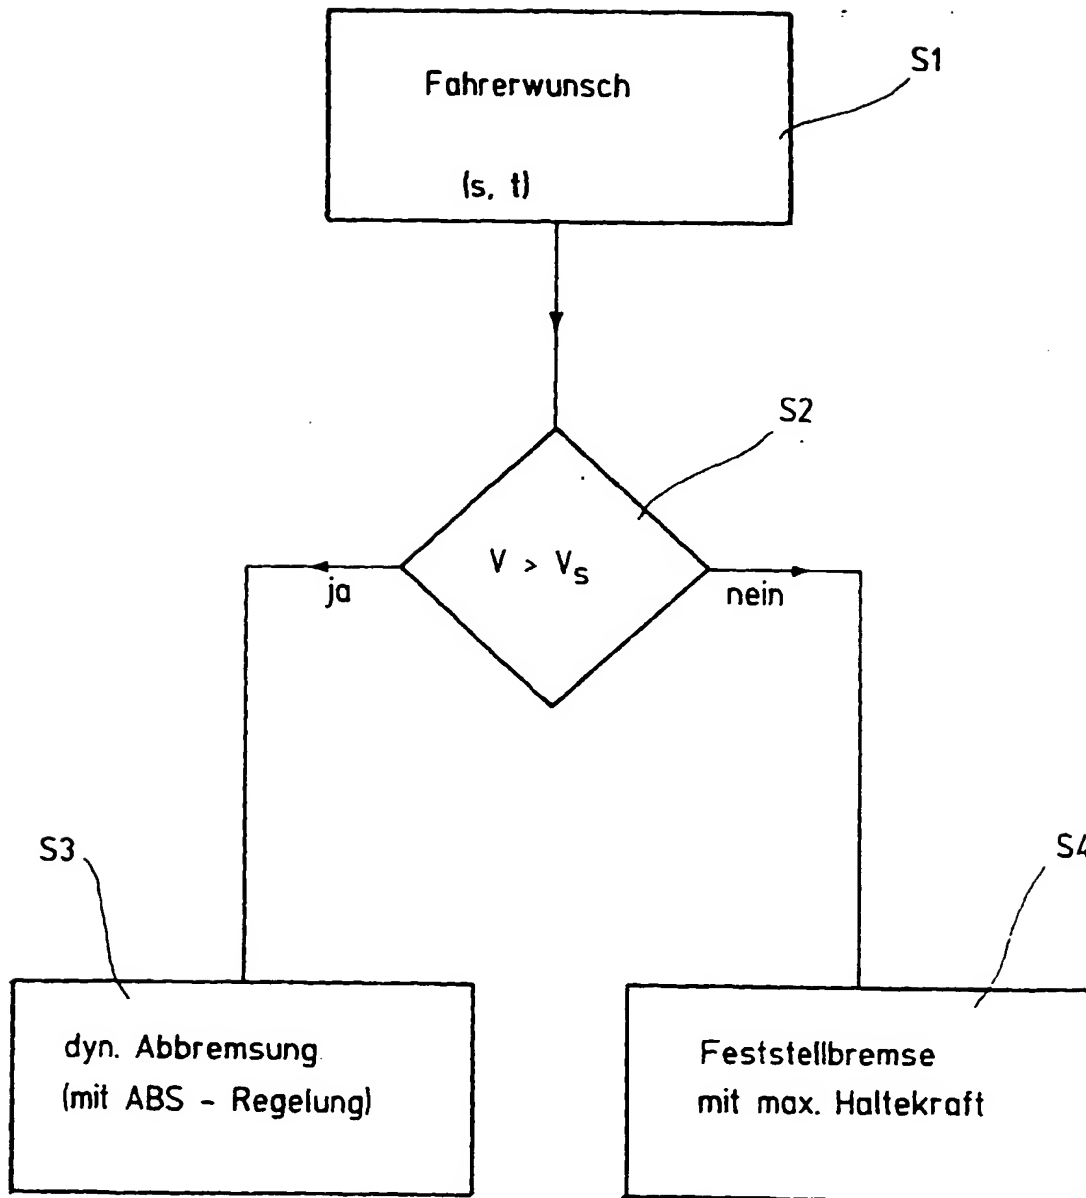 Fahrerwunsch
S1
(s, t)
S2
V > Vs
ja
nein
S3
S4
dyn. Abbremsung
(mit ABS - Regelung)
Feststellbremse
mit max. Haltekraft